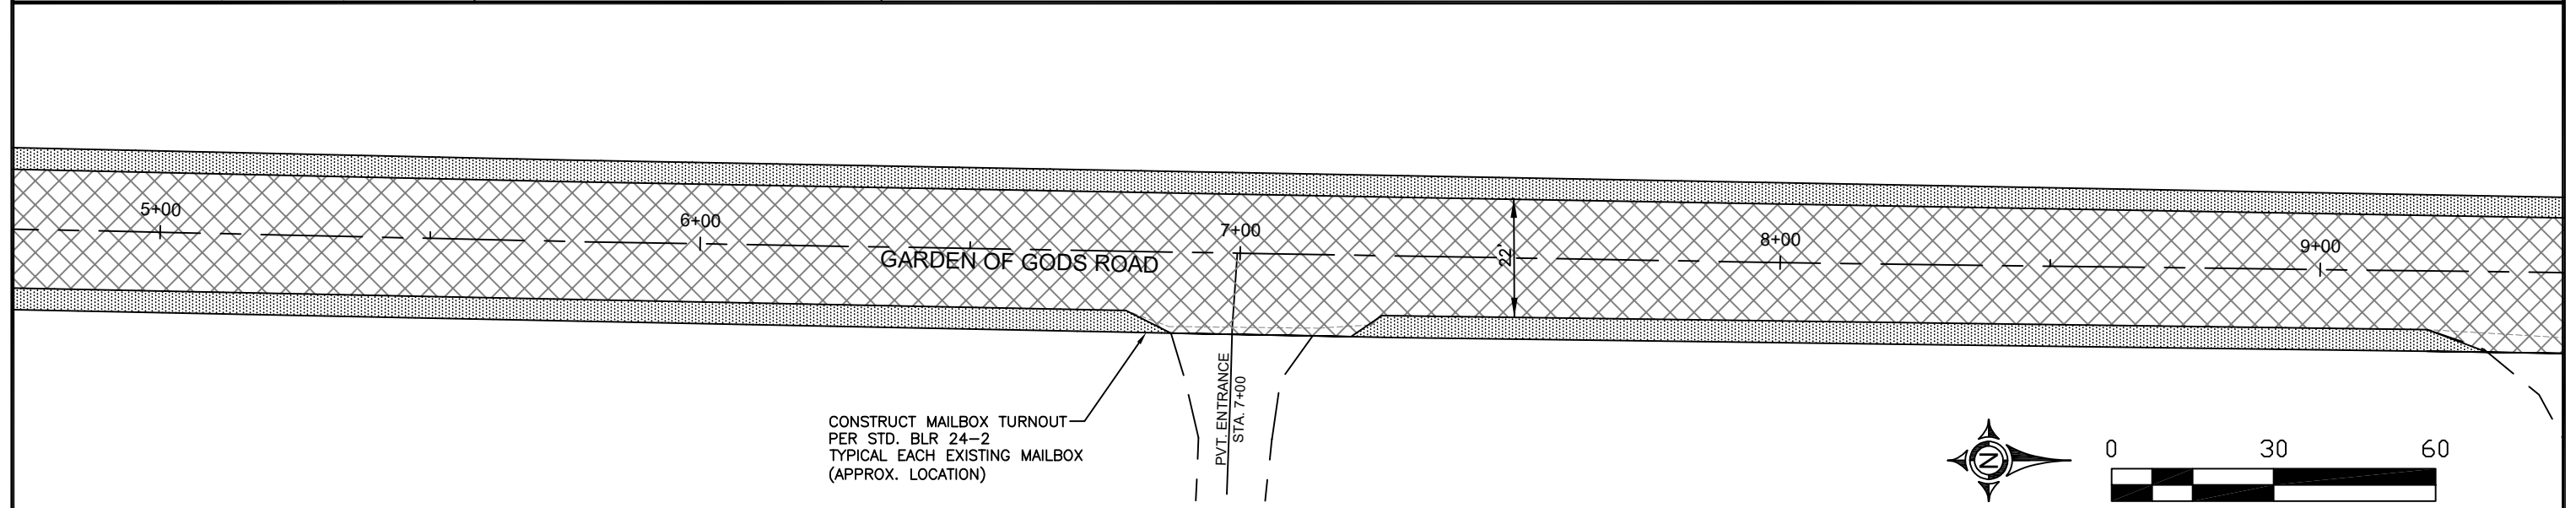 5+00
6+00
7+00
8+00
9+00
GARDEN OF GODS ROAD
22'
PVT. ENTRANCE
STA. 7+00
CONSTRUCT MAILBOX TURNOUT
PER STD. BLR 24-2
TYPICAL EACH EXISTING MAILBOX
(APPROX. LOCATION)
N
0 30 60